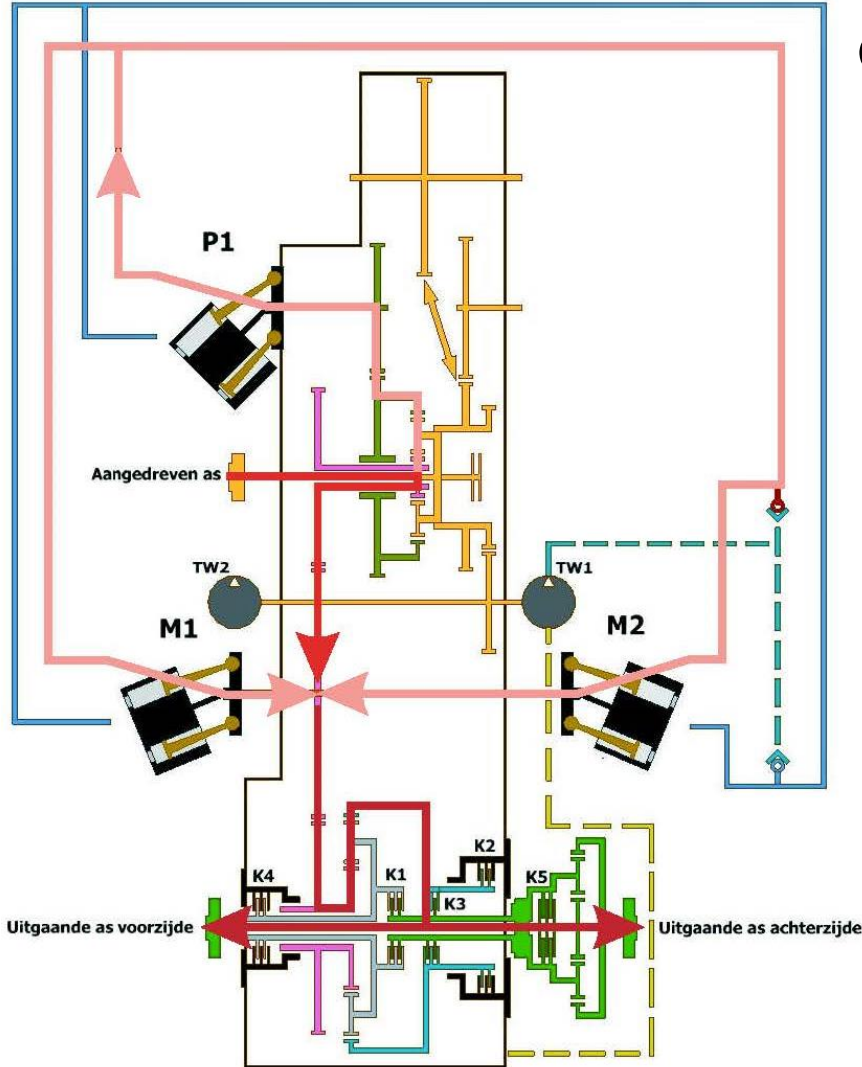 P1
Aangedreven as
TW2
TW1
M1
M2
K4
K1
K2
K3
K5
Uitgaande as voorzijde
Uitgaande as achterzijde